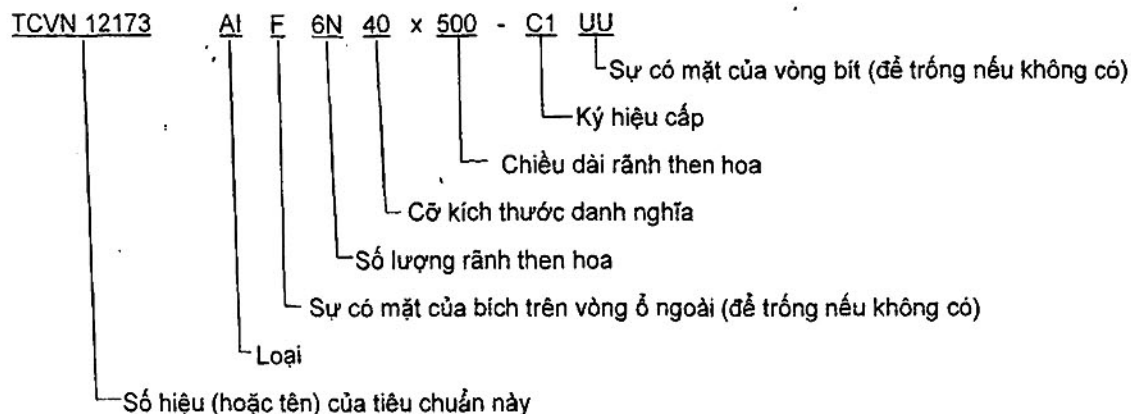 TCVN 12173 AI F 6N 40 x 500 - C1 UU
Sự có mặt của vòng bít (để trống nếu không có)
Ký hiệu cấp
Chiều dài rãnh then hoa
Cỡ kích thước danh nghĩa
Số lượng rãnh then hoa
Sự có mặt của bích trên vòng ổ ngoài (để trống nếu không có)
Loại
Số hiệu (hoặc tên) của tiêu chuẩn này